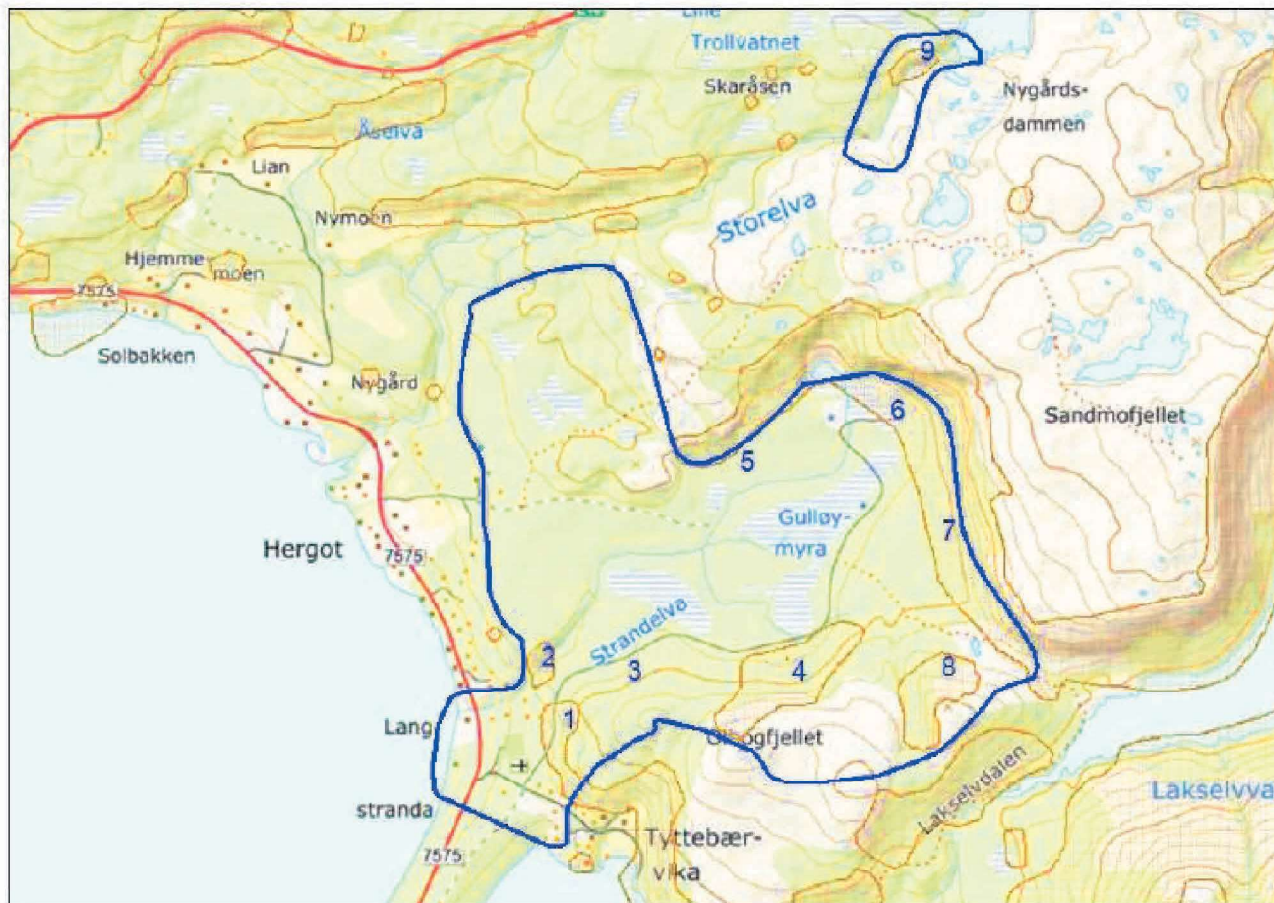 Lille
Trollvatnet
9
Skaråsen
Nygårds-
dammen
Åselva
Lian
Nymoen
Storelva
Hjemme
moen
7575
Solbakken
Nygård
6
Sandmofjellet
5
Gulløy-
myra
7
Hergot
7575
Strandelva
2
3
4
8
1
Lang
Olbogfjellet
stranda
Lakselvdalen
Lakselvva
Tyttebær-
vika
7575